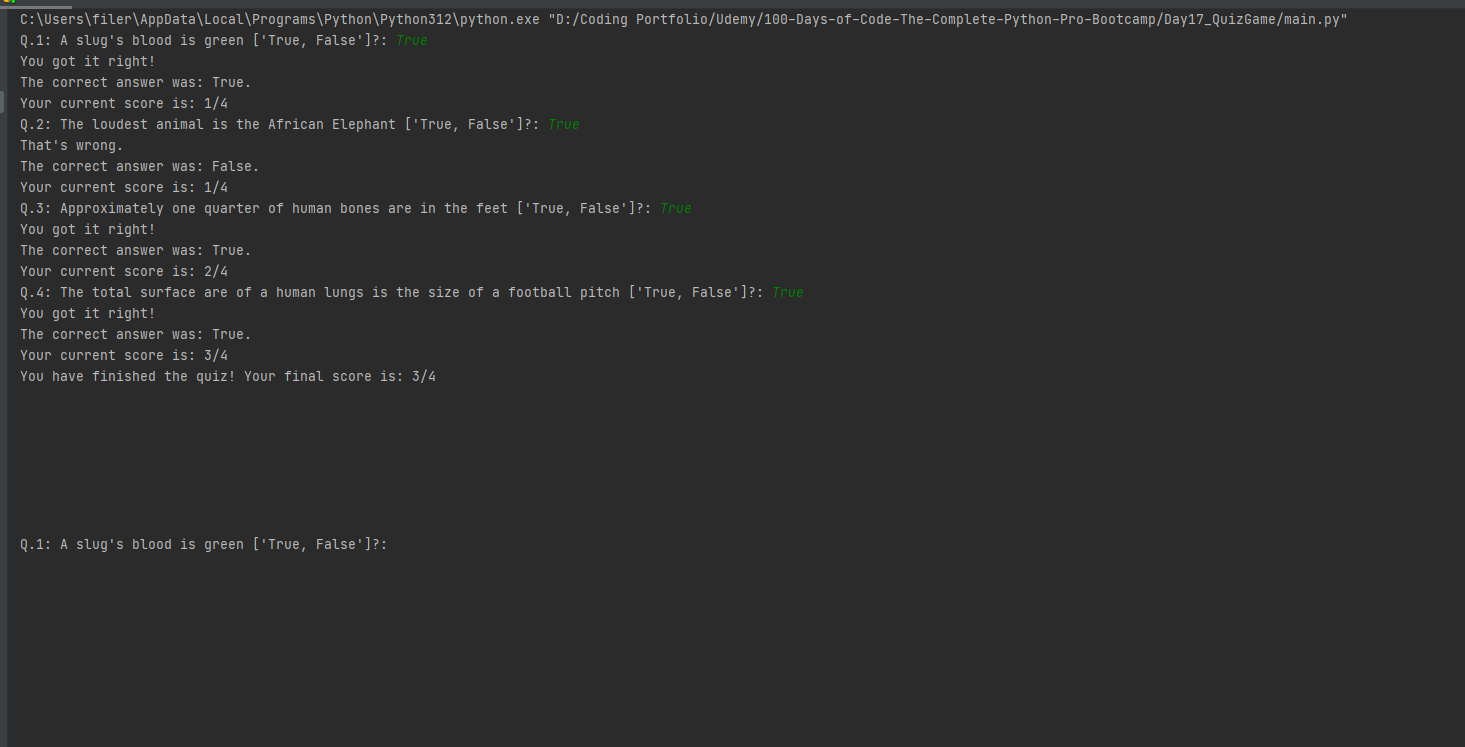 C:\Users\filer\AppData\Local\Programs\Python\Python312\python.exe "D:/Coding Portfolio/Udemy/100-Days-of-Code-The-Complete-Python-Pro-Bootcamp/Day17_QuizGame/main.py"
Q.1: A slug's blood is green ['True, False']?: True
You got it right!
The correct answer was: True.
Your current score is: 1/4
Q.2: The loudest animal is the African Elephant ['True, False']?: True
That's wrong.
The correct answer was: False.
Your current score is: 1/4
Q.3: Approximately one quarter of human bones are in the feet ['True, False']?: True
You got it right!
The correct answer was: True.
Your current score is: 2/4
Q.4: The total surface are of a human lungs is the size of a football pitch ['True, False']?: True
You got it right!
The correct answer was: True.
Your current score is: 3/4
You have finished the quiz! Your final score is: 3/4
Q.1: A slug's blood is green ['True, False']?: